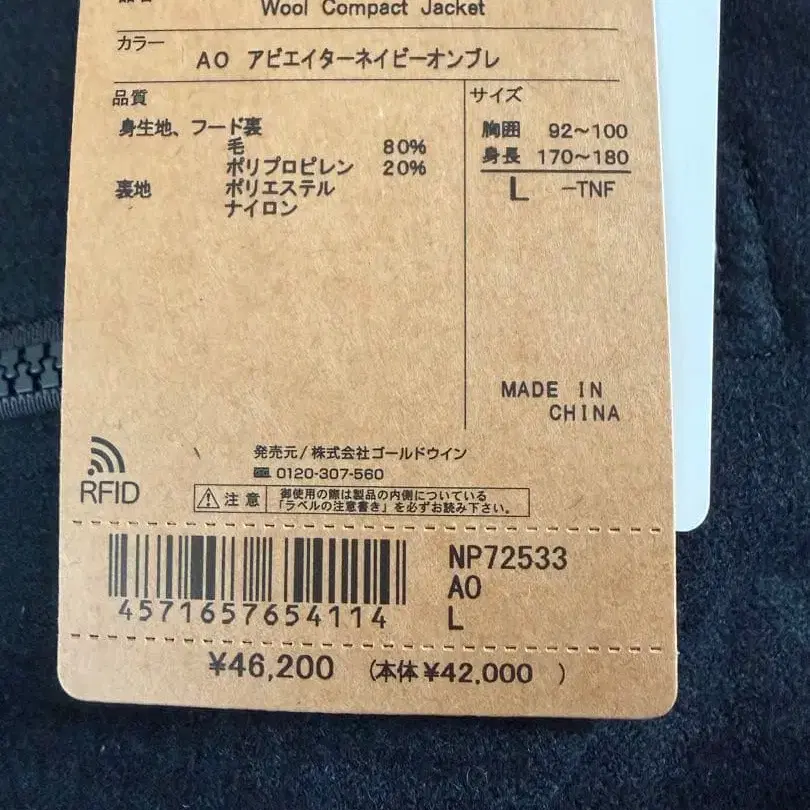 Wool Compact Jacket
カラー
AO アビエイターネイビーオンブレ
品質
身生地、フード裏
毛 80%
ポリプロピレン 20%
裏地 ポリエステル
ナイロン
サイズ
胸囲 92〜100
身長 170〜180
L -TNF
MADE IN
CHINA
RFID
発売元/株式会社ゴールドウイン
0120-307-560
注意
御使用の際は製品の内側についている
「ラベルの注意書き」を必ずお読み下さい。
4571657654114
NP72533
AO
L
¥46,200 (本体¥42,000 )